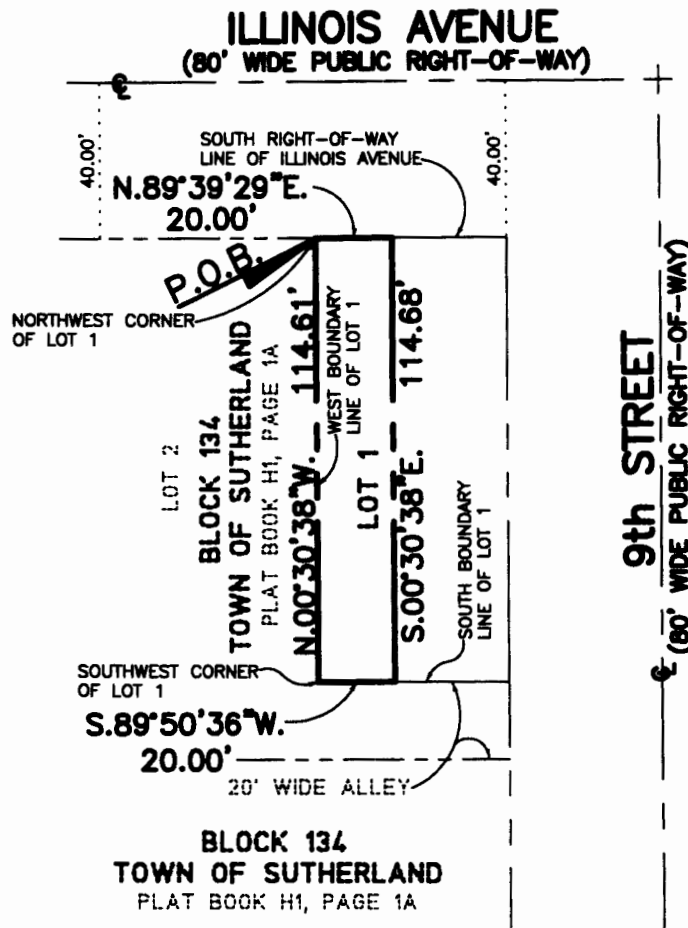 ILLINOIS AVENUE
(80' WIDE PUBLIC RIGHT-OF-WAY)
℄
40.00'
40.00'
SOUTH RIGHT-OF-WAY
LINE OF ILLINOIS AVENUE
N.89°39'29"E.
20.00'
P.O.B.
NORTHWEST CORNER
OF LOT 1
LOT 2
BLOCK 134
TOWN OF SUTHERLAND
PLAT BOOK H1, PAGE 1A
N.00°30'38"W. 114.61'
WEST BOUNDARY
LINE OF LOT 1
LOT 1
S.00°30'38"E. 114.68'
SOUTH BOUNDARY
LINE OF LOT 1
9th STREET
(80' WIDE PUBLIC RIGHT-OF-WAY)
℄
SOUTHWEST CORNER
OF LOT 1
S.89°50'36"W.
20.00'
20' WIDE ALLEY
BLOCK 134
TOWN OF SUTHERLAND
PLAT BOOK H1, PAGE 1A